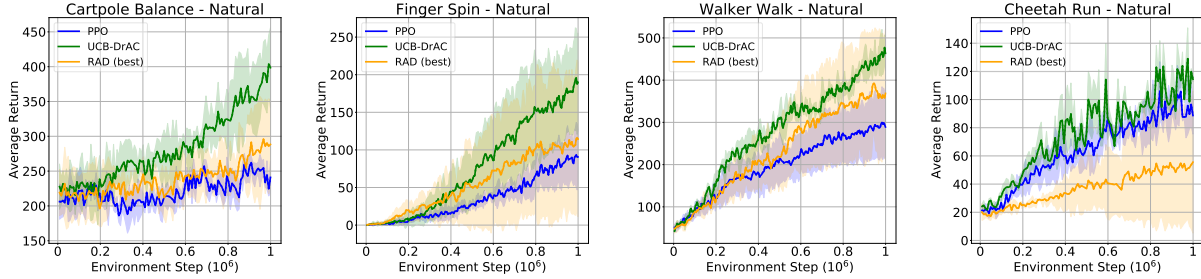 Cartpole Balance - Natural
Average Return
450
400
350
300
250
200
150
PPO
UCB-DrAC
RAD (best)
0 0.2 0.4 0.6 0.8 1
Environment Step (10⁶)
Finger Spin - Natural
Average Return
250
200
150
100
50
0
PPO
UCB-DrAC
RAD (best)
0 0.2 0.4 0.6 0.8 1
Environment Step (10⁶)
Walker Walk - Natural
Average Return
500
400
300
200
100
PPO
UCB-DrAC
RAD (best)
0 0.2 0.4 0.6 0.8 1
Environment Step (10⁶)
Cheetah Run - Natural
Average Return
140
120
100
80
60
40
20
0
PPO
UCB-DrAC
RAD (best)
0 0.2 0.4 0.6 0.8 1
Environment Step (10⁶)